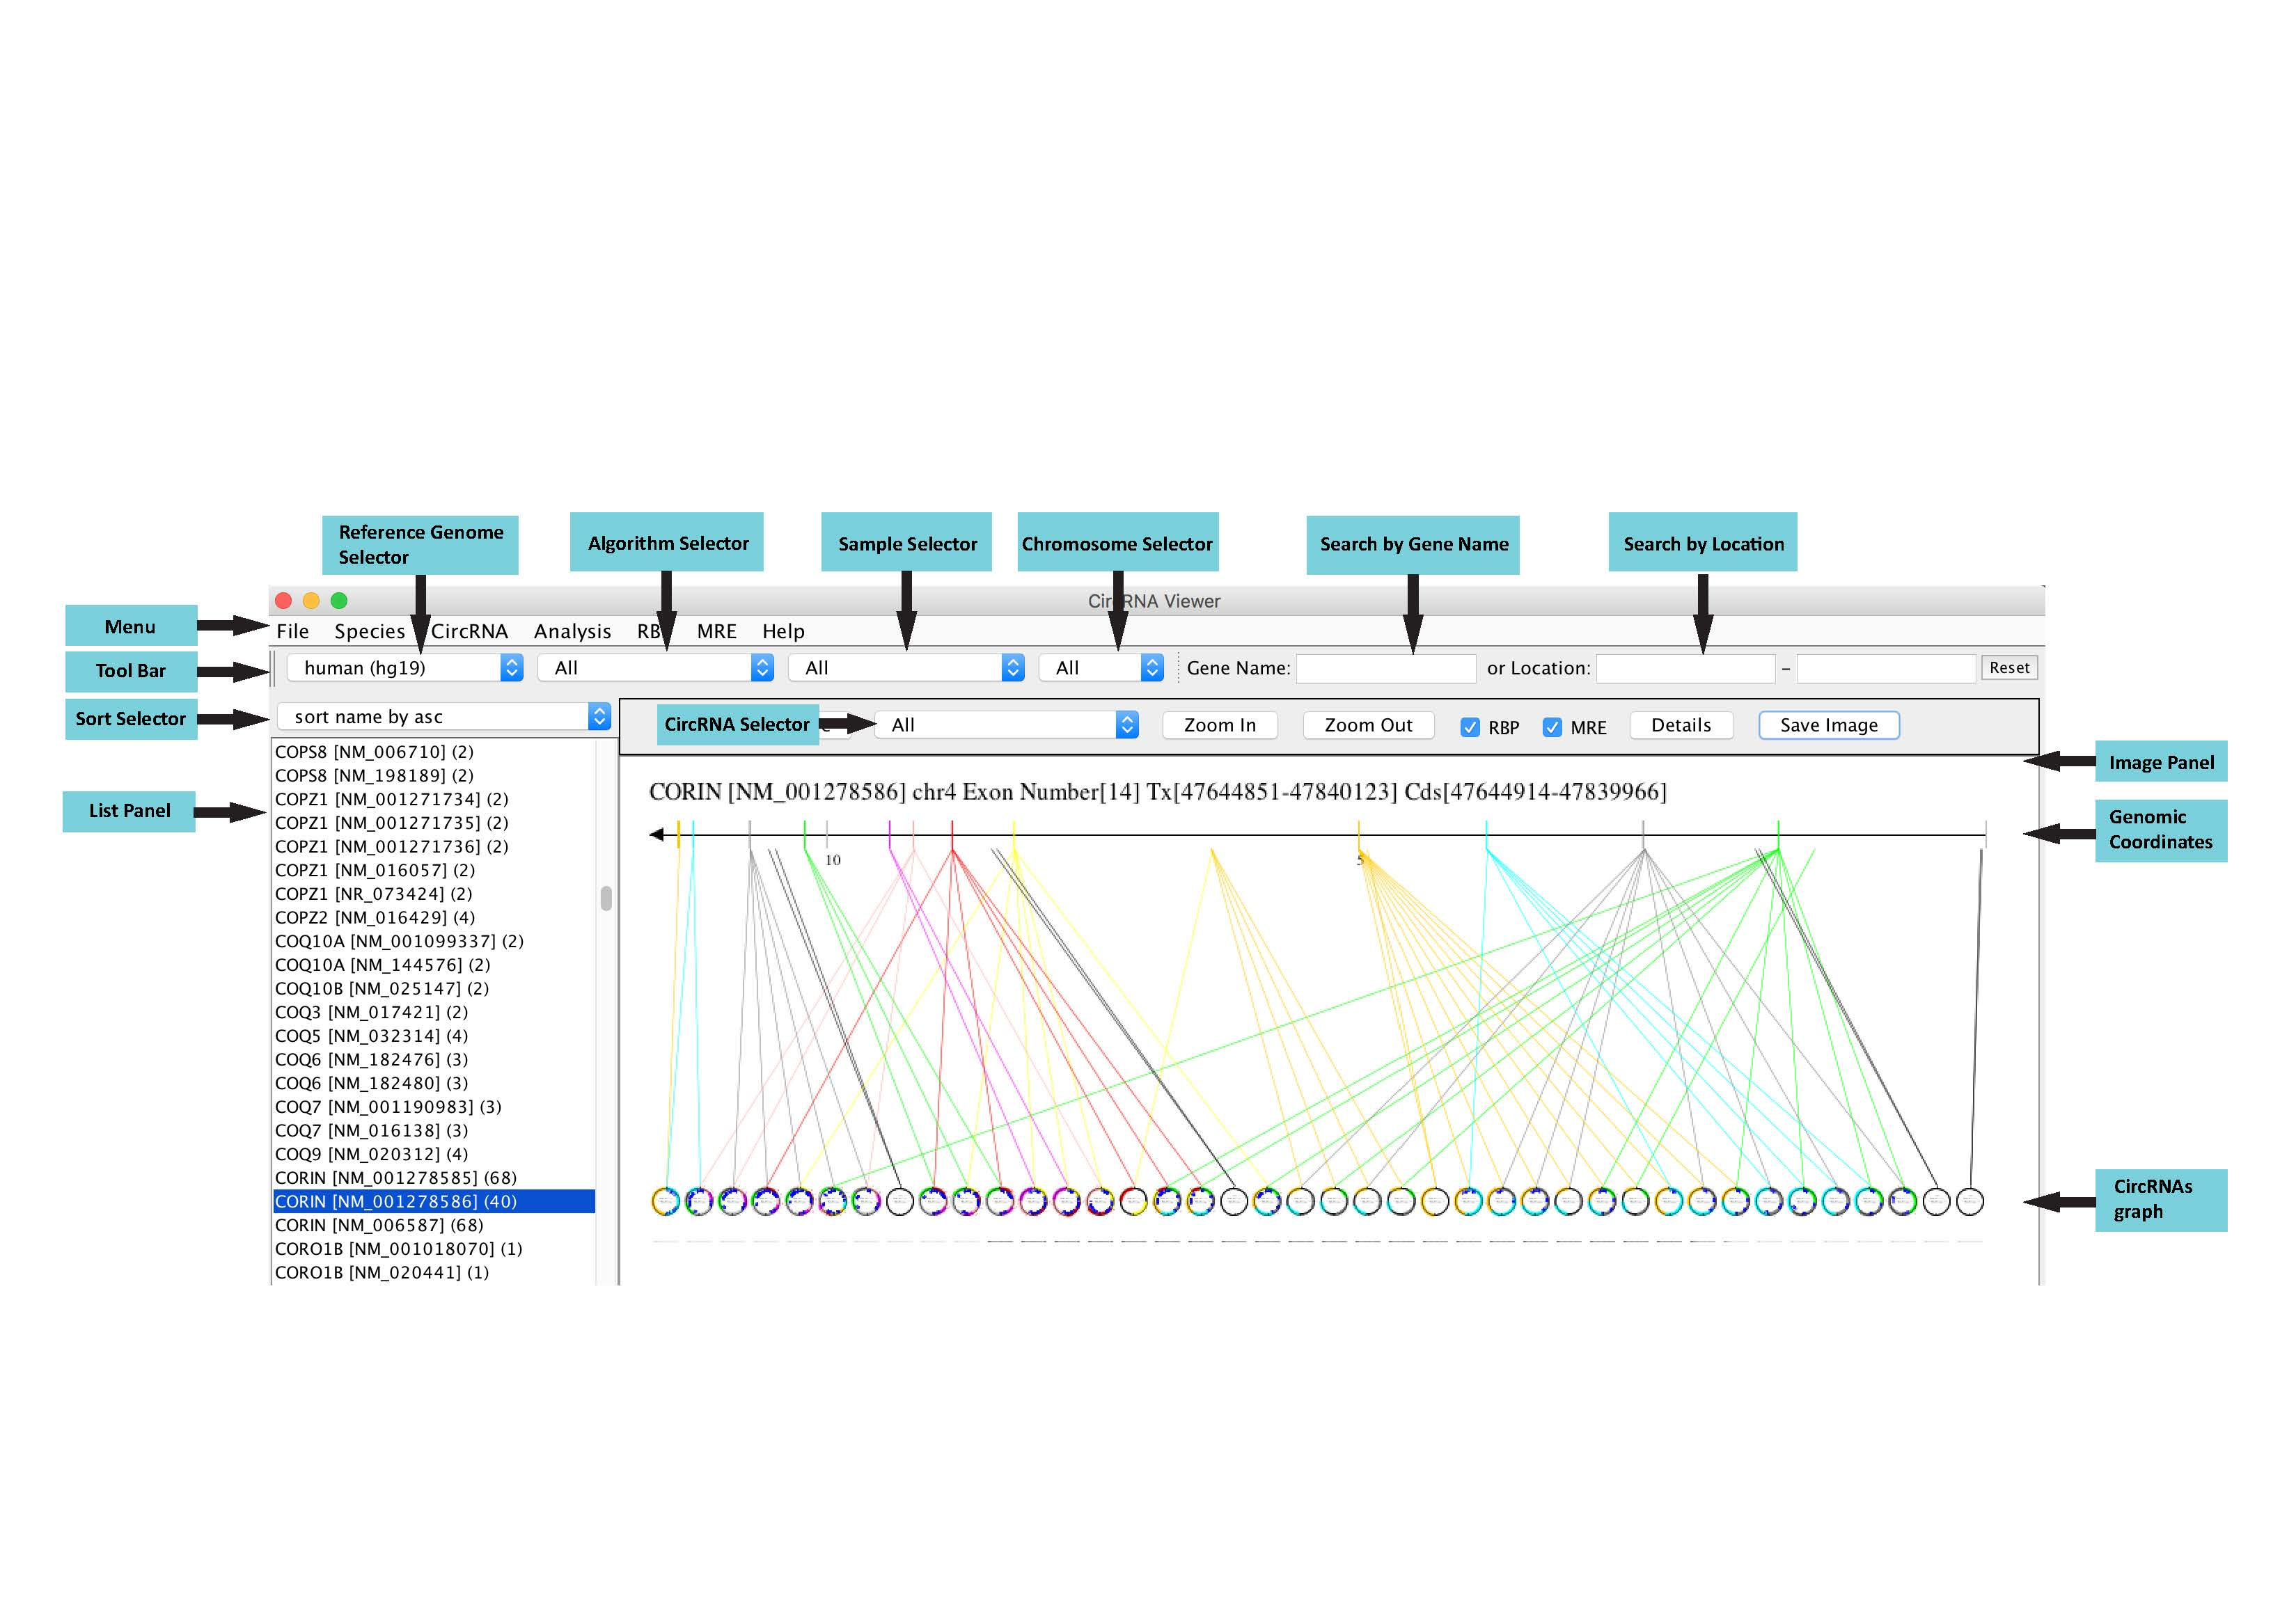 Reference Genome
Selector
Algorithm Selector
Sample Selector
Chromosome Selector
Search by Gene Name
Search by Location
CircRNA Viewer
Menu
File Species CircRNA Analysis MRE Help
Tool Bar
human (hg19) All All All Gene Name: or Location: – Reset
Sort Selector
sort name by asc
CircRNA Selector
All Zoom In Zoom Out RBP MRE Details Save Image
List Panel
COPS8 [NM_006710] (2)
COPS8 [NM_198189] (2)
COPZ1 [NM_001271734] (2)
COPZ1 [NM_001271735] (2)
COPZ1 [NM_001271736] (2)
COPZ1 [NM_016057] (2)
COPZ1 [NR_073424] (2)
COPZ2 [NM_016429] (4)
COQ10A [NM_001099337] (2)
COQ10A [NM_144576] (2)
COQ10B [NM_025147] (2)
COQ3 [NM_017421] (2)
COQ5 [NM_032314] (4)
COQ6 [NM_182476] (3)
COQ6 [NM_182480] (3)
COQ7 [NM_001190983] (3)
COQ7 [NM_016138] (3)
COQ9 [NM_020312] (4)
CORIN [NM_001278585] (68)
CORIN [NM_001278586] (40)
CORIN [NM_006587] (68)
CORO1B [NM_001018070] (1)
CORO1B [NM_020441] (1)
Image Panel
CORIN [NM_001278586] chr4 Exon Number[14] Tx[47644851-47840123] Cds[47644914-47839966]
Genomic
Coordinates
10
5
CircRNAs
graph